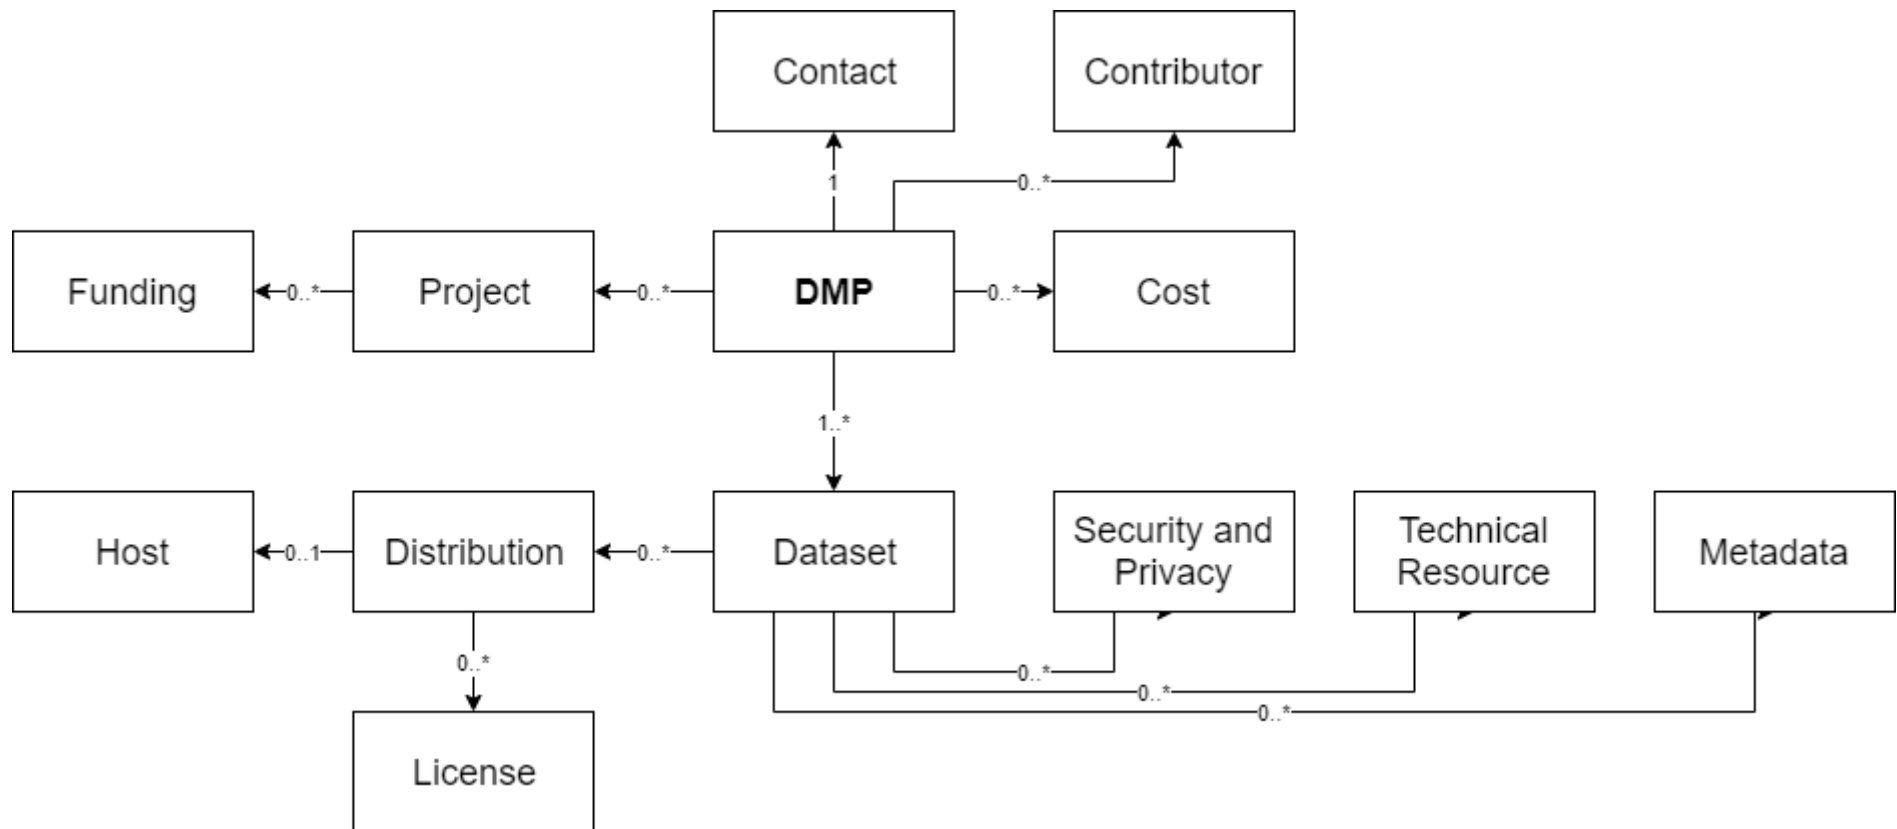 Contact
Contributor
1
0..*
Funding
0..*
Project
0..*
DMP
0..*
Cost
1..*
Host
0..1
Distribution
0..*
Dataset
Security and
Privacy
Technical
Resource
Metadata
0..*
0..*
0..*
0..*
License